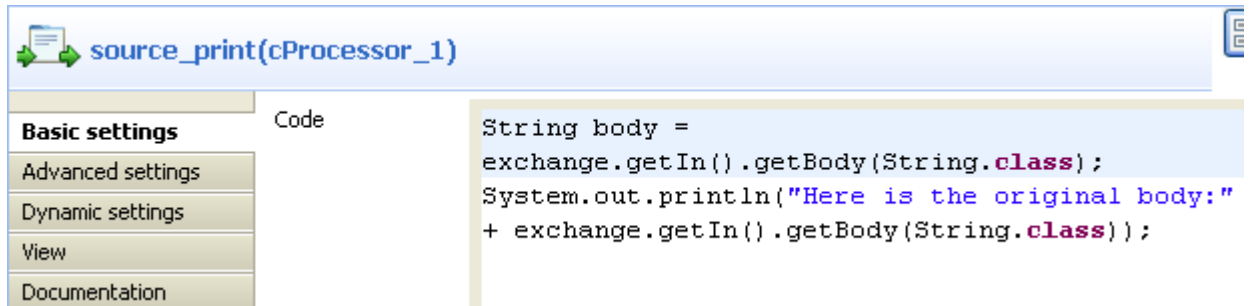 source_print(cProcessor_1)
Basic settings
Advanced settings
Dynamic settings
View
Documentation
Code
String body =
exchange.getIn().getBody(String.class);
System.out.println("Here is the original body:"
+ exchange.getIn().getBody(String.class));